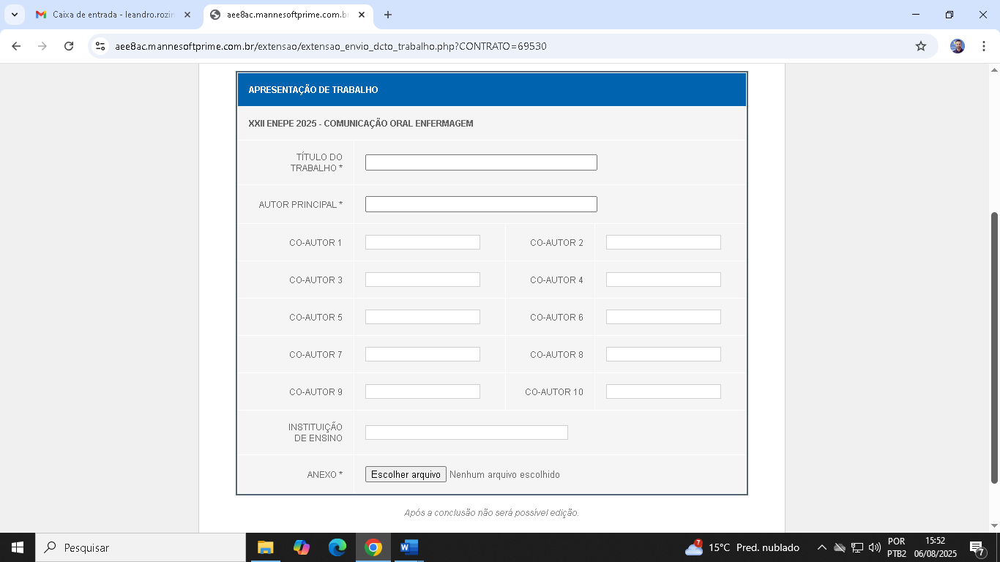 Caixa de entrada - leandro.rozin
aee8ac.mannesoftprime.com.b
aee8ac.mannesoftprime.com.br/extensao/extensao_envio_dcto_trabalho.php?CONTRATO=69530
APRESENTAÇÃO DE TRABALHO
XXII ENEPE 2025 - COMUNICAÇÃO ORAL ENFERMAGEM
TÍTULO DO
TRABALHO *
AUTOR PRINCIPAL *
CO-AUTOR 1
CO-AUTOR 2
CO-AUTOR 3
CO-AUTOR 4
CO-AUTOR 5
CO-AUTOR 6
CO-AUTOR 7
CO-AUTOR 8
CO-AUTOR 9
CO-AUTOR 10
INSTITUIÇÃO
DE ENSINO
ANEXO *
Escolher arquivo Nenhum arquivo escolhido
Após a conclusão não será possível edição.
Pesquisar
7
15°C Pred. nublado
POR
PTB2
15:52
06/08/2025
7